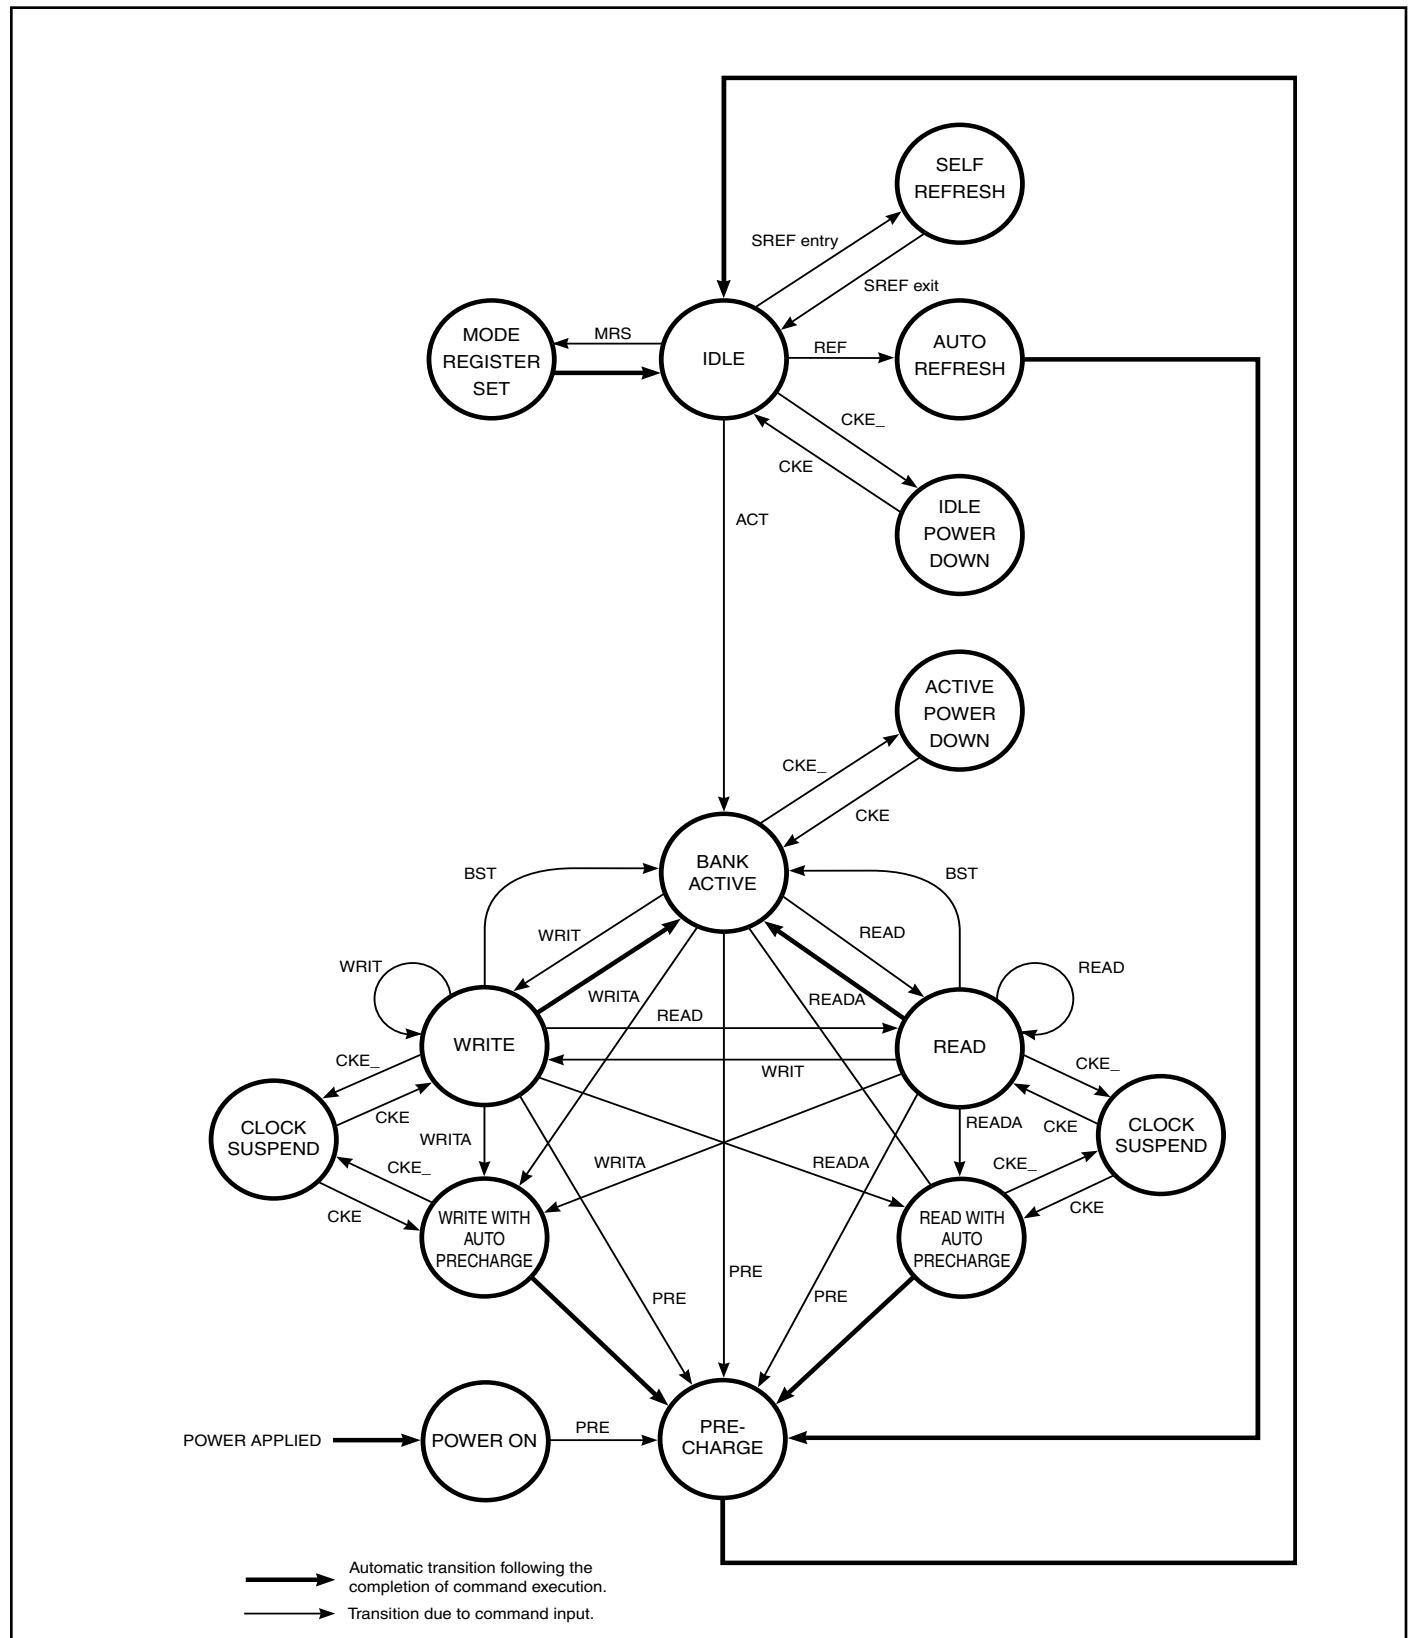 SELF
REFRESH
SREF entry
SREF exit
MODE
REGISTER
SET
MRS
IDLE
REF
AUTO
REFRESH
CKE_
CKE
IDLE
POWER
DOWN
ACT
ACTIVE
POWER
DOWN
CKE_
CKE
BANK
ACTIVE
BST
BST
WRIT
READ
WRIT
READ
WRITA
READA
READ
WRITE
READ
WRIT
CKE_
CKE_
CKE
CKE
CLOCK
SUSPEND
CLOCK
SUSPEND
WRITA
READA
CKE_
WRITA
READA
CKE_
CKE
CKE
WRITE WITH
AUTO
PRECHARGE
READ WITH
AUTO
PRECHARGE
PRE
PRE
PRE
POWER APPLIED
POWER ON
PRE
PRE-
CHARGE
Automatic transition following the
completion of command execution.
Transition due to command input.